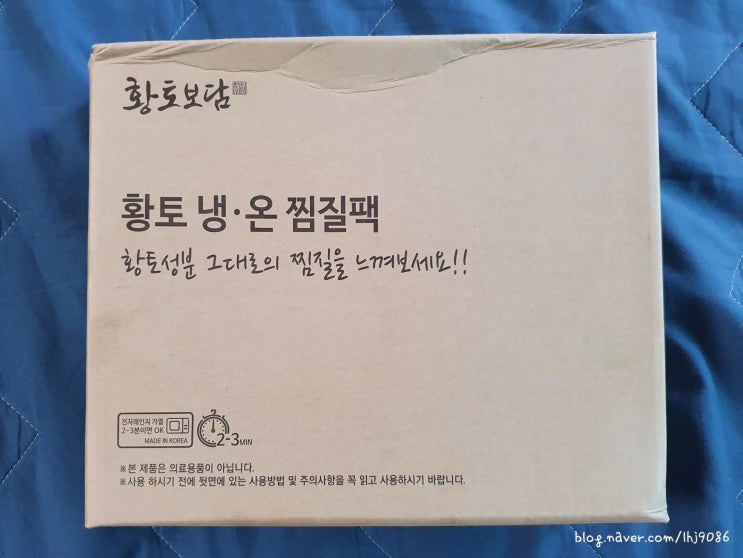 황토보담
황토 냉·온 찜질팩
황토성분 그대로의 찜질을 느껴보세요!!
전자레인지 가열
2-3분이면 OK
MADE IN KOREA
2-3MIN
※본 제품은 의료용품이 아닙니다.
※사용 하시기 전에 뒷면에 있는 사용방법 및 주의사항을 꼭 읽고 사용하시기 바랍니다.
blog.naver.com/lhj9086